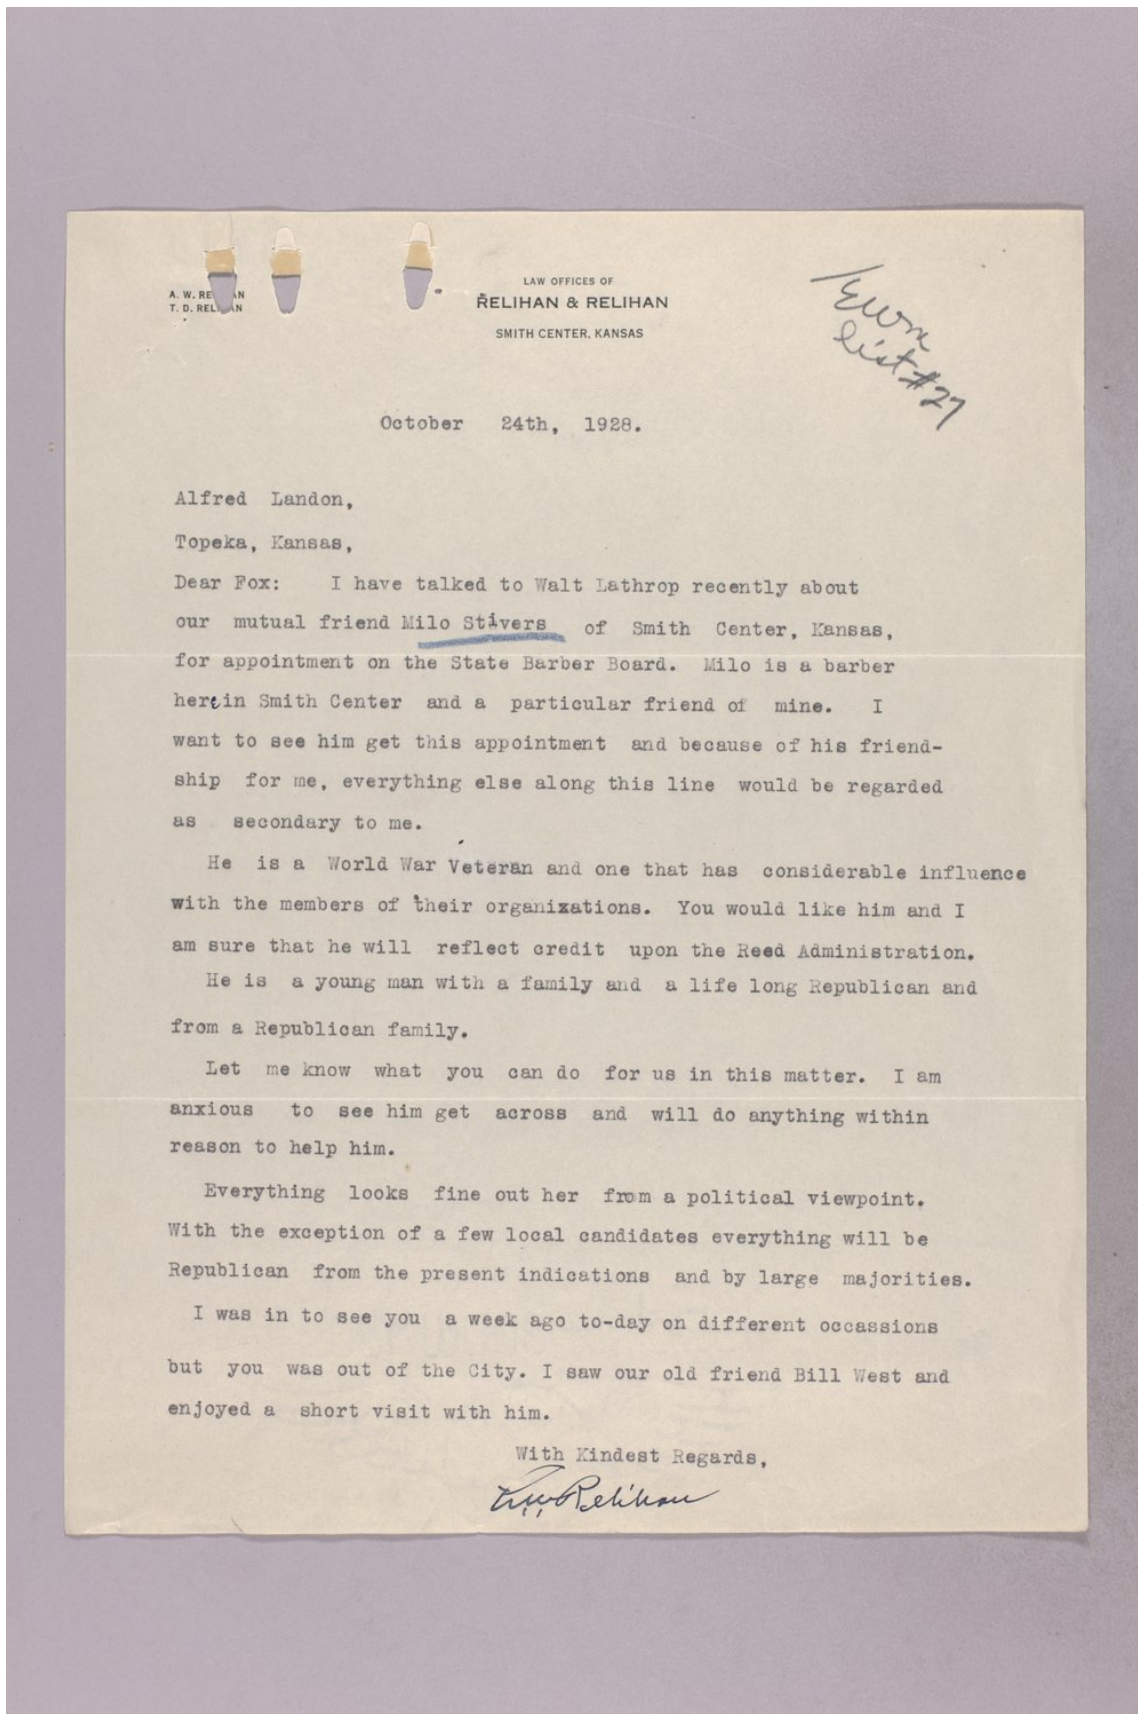 A. W. RELIHAN
T. D. RELIHAN
LAW OFFICES OF
RELIHAN & RELIHAN
SMITH CENTER, KANSAS
list #27
October 24th, 1928.
Alfred Landon,
Topeka, Kansas,
Dear Fox: I have talked to Walt Lathrop recently about
our mutual friend Milo Stivers of Smith Center, Kansas,
for appointment on the State Barber Board. Milo is a barber
herein Smith Center and a particular friend of mine. I
want to see him get this appointment and because of his friend-
ship for me, everything else along this line would be regarded
as secondary to me.
He is a World War Veteran and one that has considerable influence
with the members of their organizations. You would like him and I
am sure that he will reflect credit upon the Reed Administration.
He is a young man with a family and a life long Republican and
from a Republican family.
Let me know what you can do for us in this matter. I am
anxious to see him get across and will do anything within
reason to help him.
Everything looks fine out her from a political viewpoint.
With the exception of a few local candidates everything will be
Republican from the present indications and by large majorities.
I was in to see you a week ago to-day on different occassions
but you was out of the City. I saw our old friend Bill West and
enjoyed a short visit with him.
With Kindest Regards,
Relihan